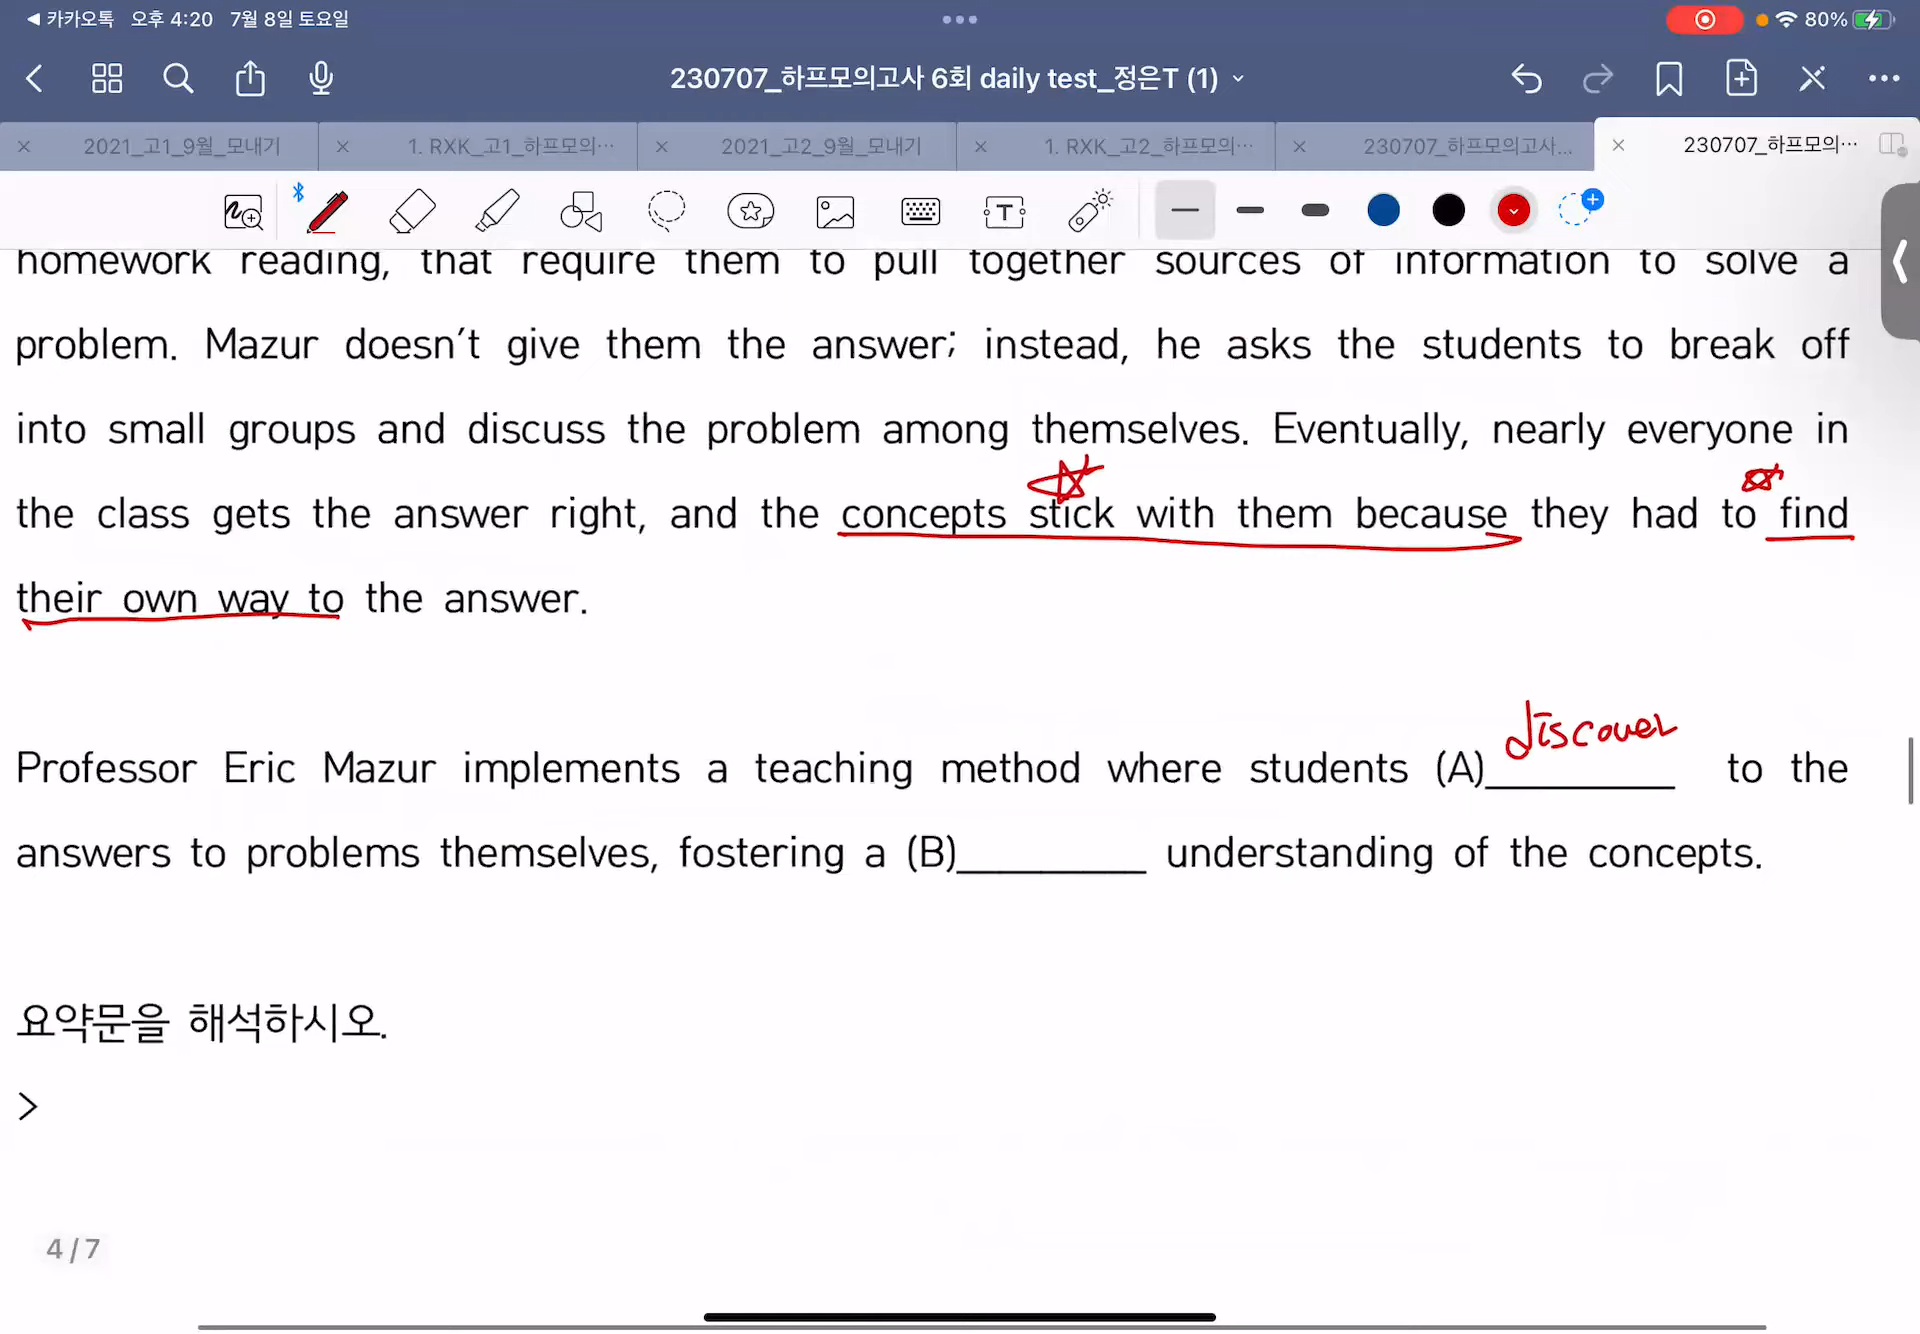 카카오톡 오후 4:20 7월 8일 토요일
80%
230707_하프모의고사 6회 daily test_정은T (1)
2021_고1_9월_모내기
1. RXK_고1_하프모의…
2021_고2_9월_모내기
1. RXK_고2_하프모의…
230707_하프모의고사...
230707_하프모의…
homework reading, that require them to pull together sources of information to solve a
problem. Mazur doesn't give them the answer; instead, he asks the students to break off
into small groups and discuss the problem among themselves. Eventually, nearly everyone in
the class gets the answer right, and the concepts stick with them because they had to find
their own way to the answer.
discover
Professor Eric Mazur implements a teaching method where students (A)_________ to the
answers to problems themselves, fostering a (B)_________ understanding of the concepts.
요약문을 해석하시오.
>
4 / 7